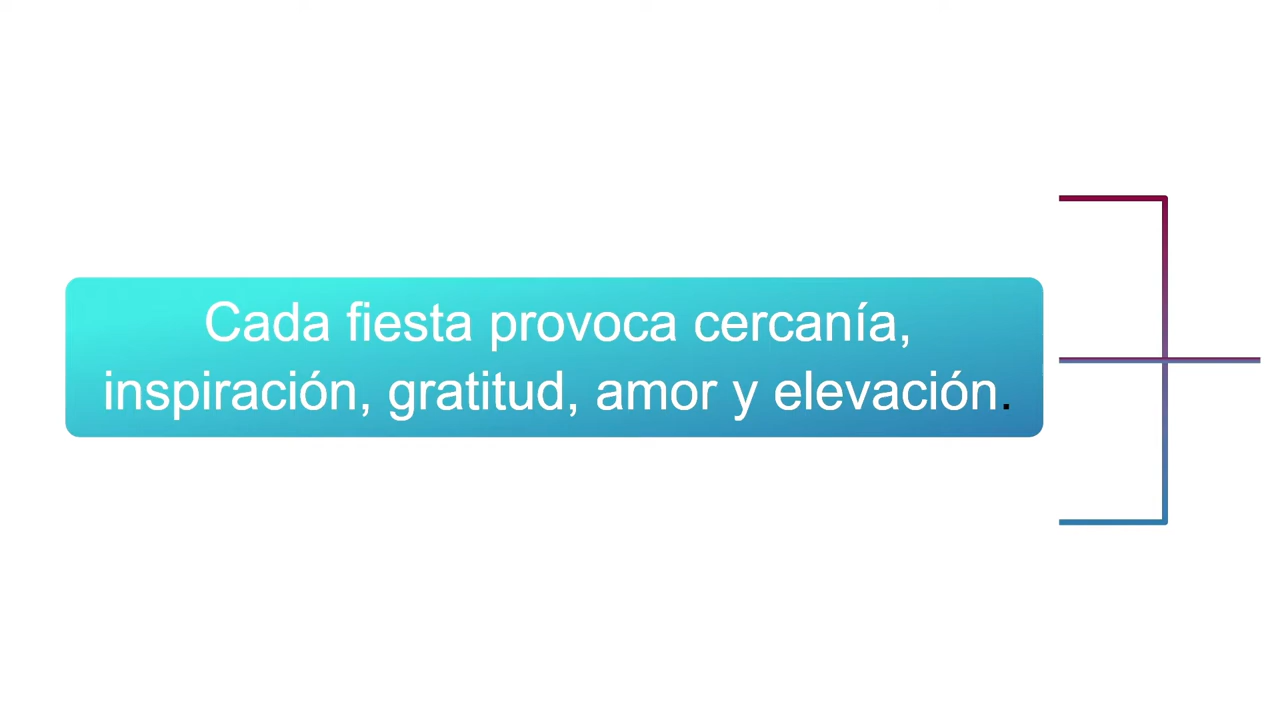 Cada fiesta provoca cercanía,
inspiración, gratitud, amor y elevación.